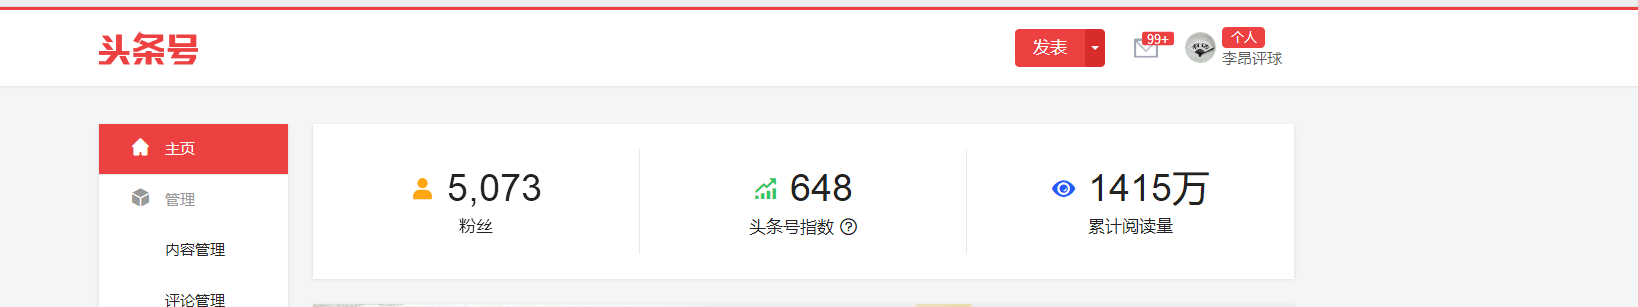 头条号
发表
99+
个人
李昂评球
主页
管理
内容管理
评论管理
5,073
粉丝
648
头条号指数 ?
1415万
累计阅读量